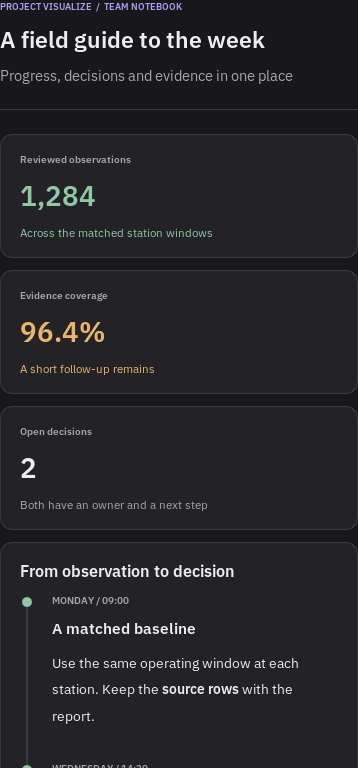 PROJECT VISUALIZE / TEAM NOTEBOOK
A field guide to the week
Progress, decisions and evidence in one place
Reviewed observations
1,284
Across the matched station windows
Evidence coverage
96.4%
A short follow-up remains
Open decisions
2
Both have an owner and a next step
From observation to decision
MONDAY / 09:00
A matched baseline
Use the same operating window at each
station. Keep the source rows with the
report.
WEDNESDAY / 14:30